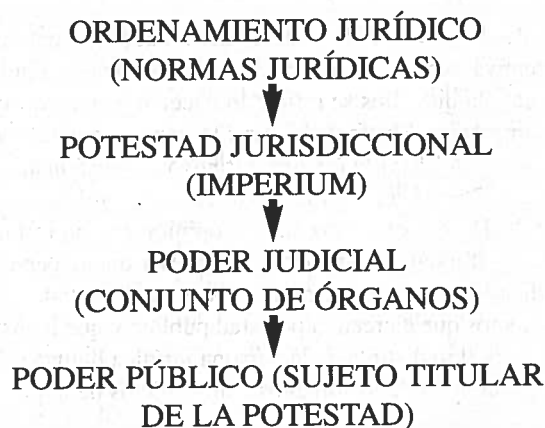 ORDENAMIENTO JURÍDICO
(NORMAS JURÍDICAS)
POTESTAD JURISDICCIONAL
(IMPERIUM)
PODER JUDICIAL
(CONJUNTO DE ÓRGANOS)
PODER PÚBLICO (SUJETO TITULAR
DE LA POTESTAD)